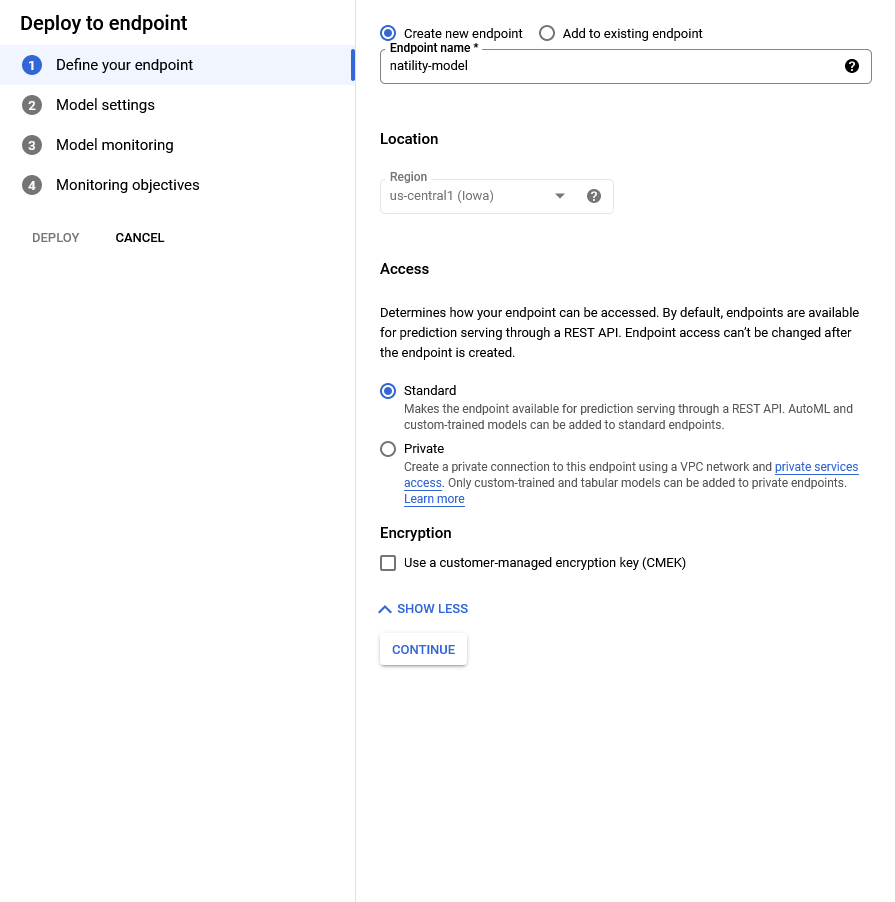 Deploy to endpoint
1 Define your endpoint
2 Model settings
3 Model monitoring
4 Monitoring objectives
DEPLOY CANCEL
Create new endpoint Add to existing endpoint
Endpoint name *
natility-model
Location
Region
us-central1 (Iowa)
Access
Determines how your endpoint can be accessed. By default, endpoints are available
for prediction serving through a REST API. Endpoint access can't be changed after
the endpoint is created.
Standard
Makes the endpoint available for prediction serving through a REST API. AutoML and
custom-trained models can be added to standard endpoints.
Private
Create a private connection to this endpoint using a VPC network and private services
access. Only custom-trained and tabular models can be added to private endpoints.
Learn more
Encryption
Use a customer-managed encryption key (CMEK)
SHOW LESS
CONTINUE